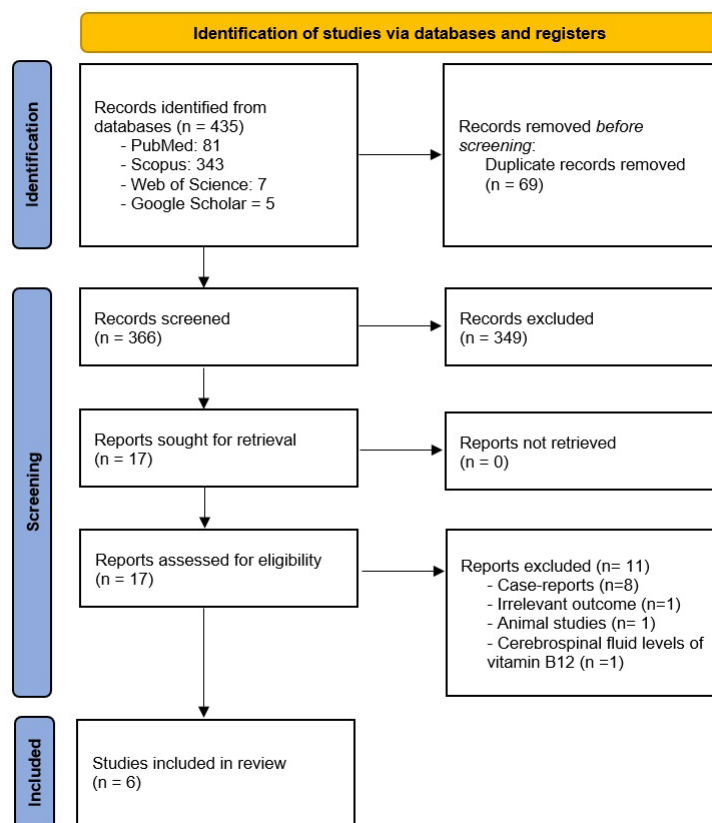 Identification of studies via databases and registers
Identification
Records identified from
databases (n = 435)
- PubMed: 81
- Scopus: 343
- Web of Science: 7
- Google Scholar = 5
Records removed before
screening:
Duplicate records removed
(n = 69)
Screening
Records screened
(n = 366)
Records excluded
(n = 349)
Reports sought for retrieval
(n = 17)
Reports not retrieved
(n = 0)
Reports assessed for eligibility
(n = 17)
Reports excluded (n= 11)
- Case-reports (n=8)
- Irrelevant outcome (n=1)
- Animal studies (n= 1)
- Cerebrospinal fluid levels of
vitamin B12 (n =1)
Included
Studies included in review
(n = 6)